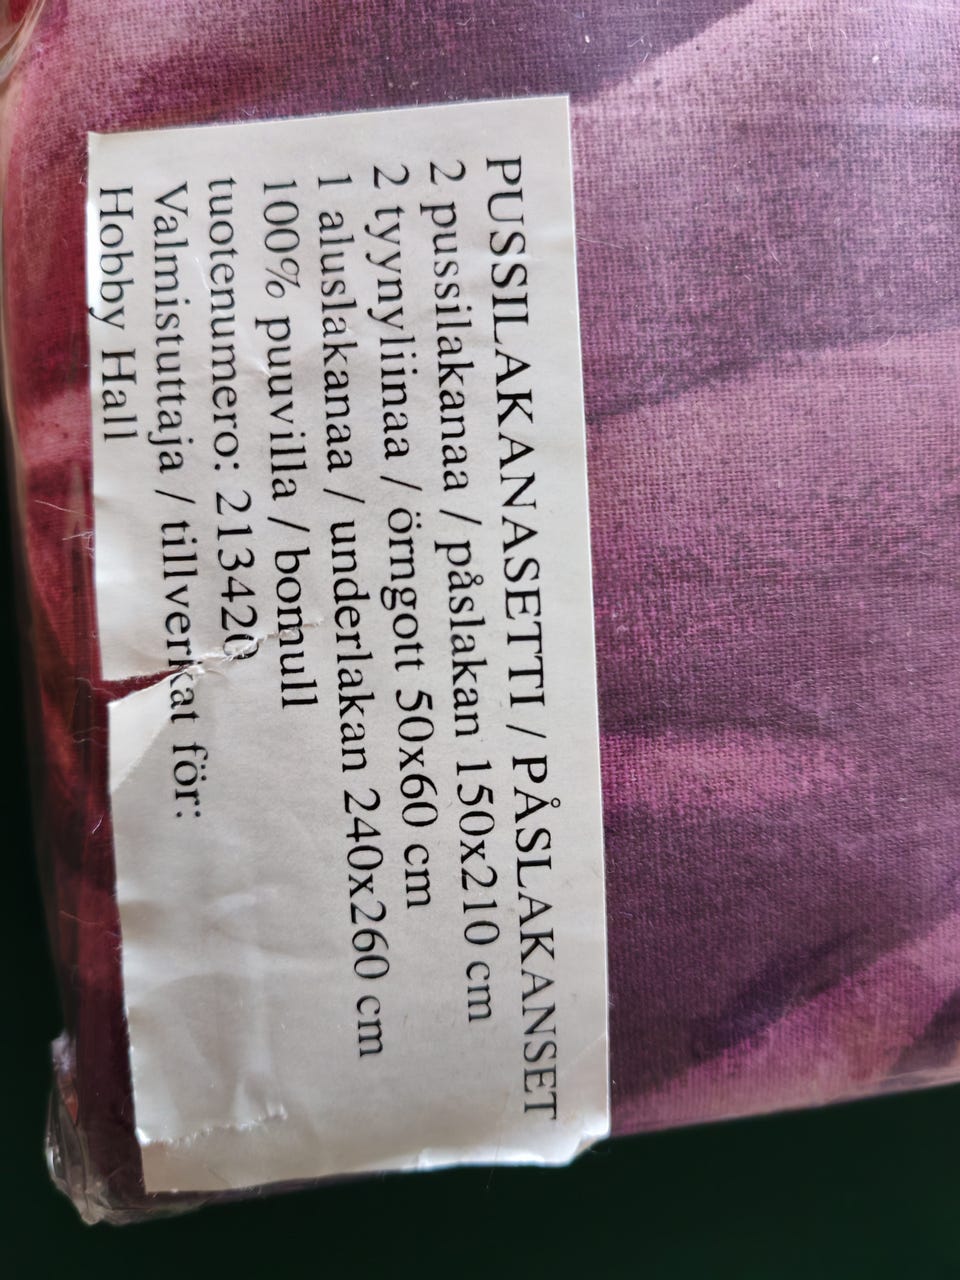 PUSSILAKANASETTI / PÅSLAKANSET
2 pussilakanaa / påslakan 150x210 cm
2 tyynyliinaa / örngott 50x60 cm
1 aluslakanaa / underlakan 240x260 cm
100% puuvilla / bomull
tuotenumero: 213420
Valmistuttaja / tillverkat för:
Hobby Hall